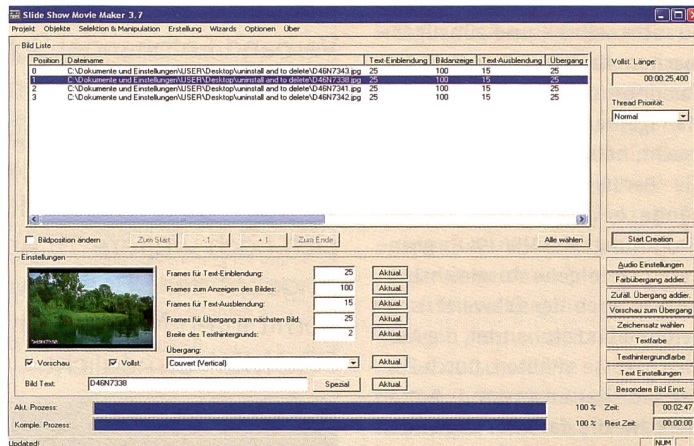 Slide Show Movie Maker 3.7
Projekt Objekte Selektion & Manipulation Erstellung Wizards Optionen Über
Bild Liste
Position Dateiname Text-Einblendung Bildanzeige Text-Ausblendung Übergang r
0 C:\Dokumente und Einstellungen\USER\Desktop\uninstall and to delete\D46N7343.jpg 25 100 15 25
1 C:\Dokumente und Einstellungen\USER\Desktop\uninstall and to delete\D46N7338.jpg 25 100 15 25
2 C:\Dokumente und Einstellungen\USER\Desktop\uninstall and to delete\D46N7341.jpg 25 100 15 25
3 C:\Dokumente und Einstellungen\USER\Desktop\uninstall and to delete\D46N7342.jpg 25 100 15 25
Vollst. Länge:
00:00:25,400
Thread Priorität:
Normal
Bildposition ändern Zum Start - 1 + 1 Zum Ende Alle wählen
Start Creation
Einstellungen
Frames für Text-Einblendung: 25 Aktual.
Frames zum Anzeigen des Bildes: 100 Aktual.
Frames für Text-Ausblendung: 15 Aktual.
Frames für Übergang zum nächsten Bild: 25 Aktual.
Breite des Texthintergrunds: 2 Aktual.
Übergang:
Couvert (Vertical) Aktual.
D46N7338
Vorschau Vollst.
Bild Text: D46N7338 Spezial Aktual.
Audio Einstellungen
Farbübergang addier.
Zufäll. Übergang addier.
Vorschau zum Übergang
Zeichensatz wählen
Textfarbe
Texthintergrundfarbe
Text Einstellungen
Besondere Bild Einst.
Akt. Prozess: 100 % Zeit: 00:02:47
Komple. Prozess: 100 % Rest Zeit: 00:00:00
Updated! NUM